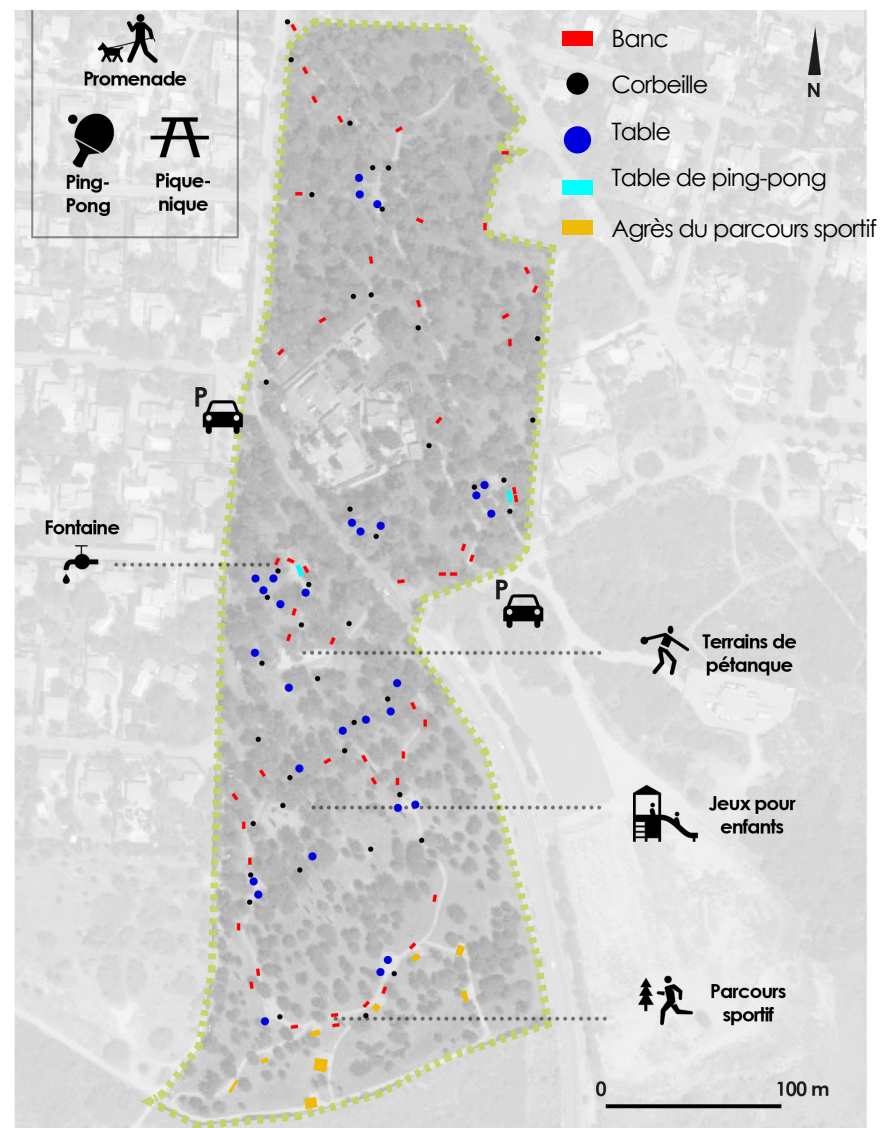 Promenade
Ping-
Pong
Pique-
nique
Banc
Corbeille
Table
Table de ping-pong
Agrès du parcours sportif
N
P
Fontaine
P
Terrains de
pétanque
Jeux pour
enfants
Parcours
sportif
0
100 m